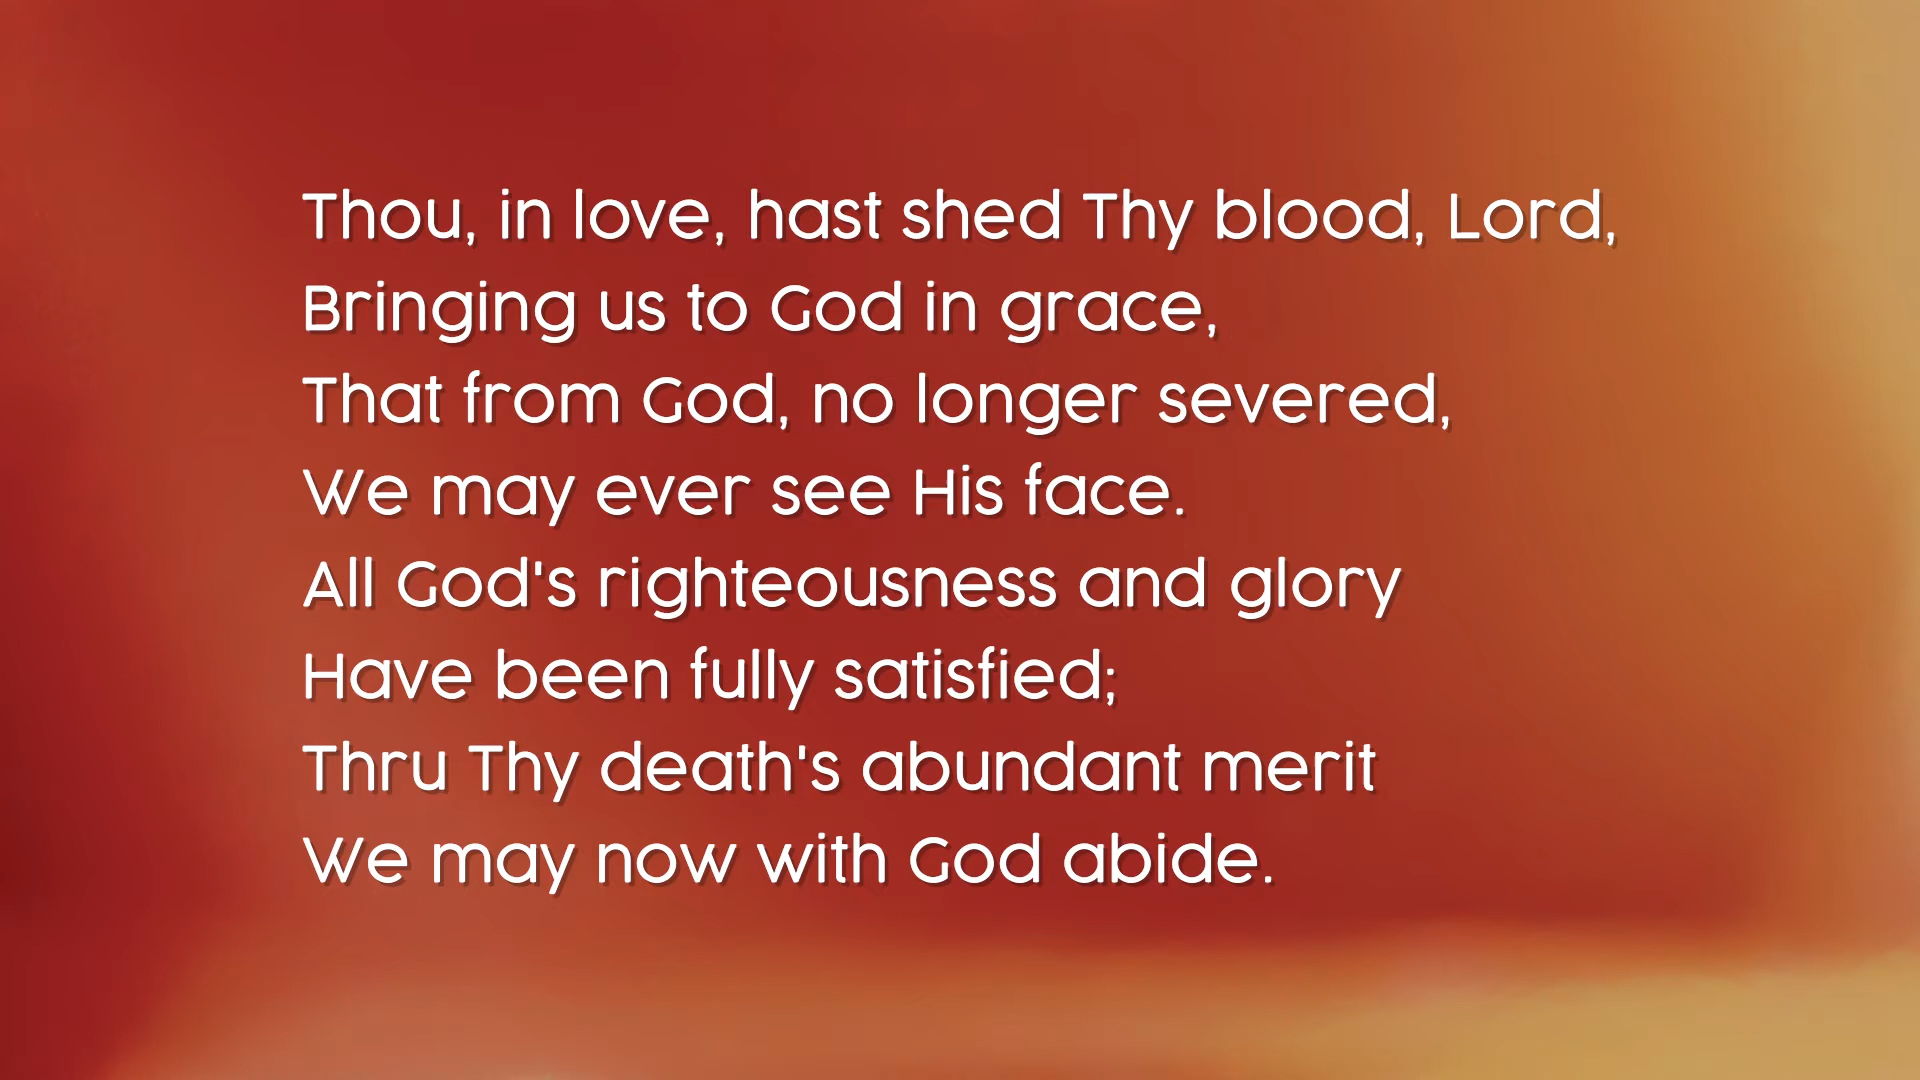 Thou, in love, hast shed Thy blood, Lord,
Bringing us to God in grace,
That from God, no longer severed,
We may ever see His face.
All God's righteousness and glory
Have been fully satisfied;
Thru Thy death's abundant merit
We may now with God abide.